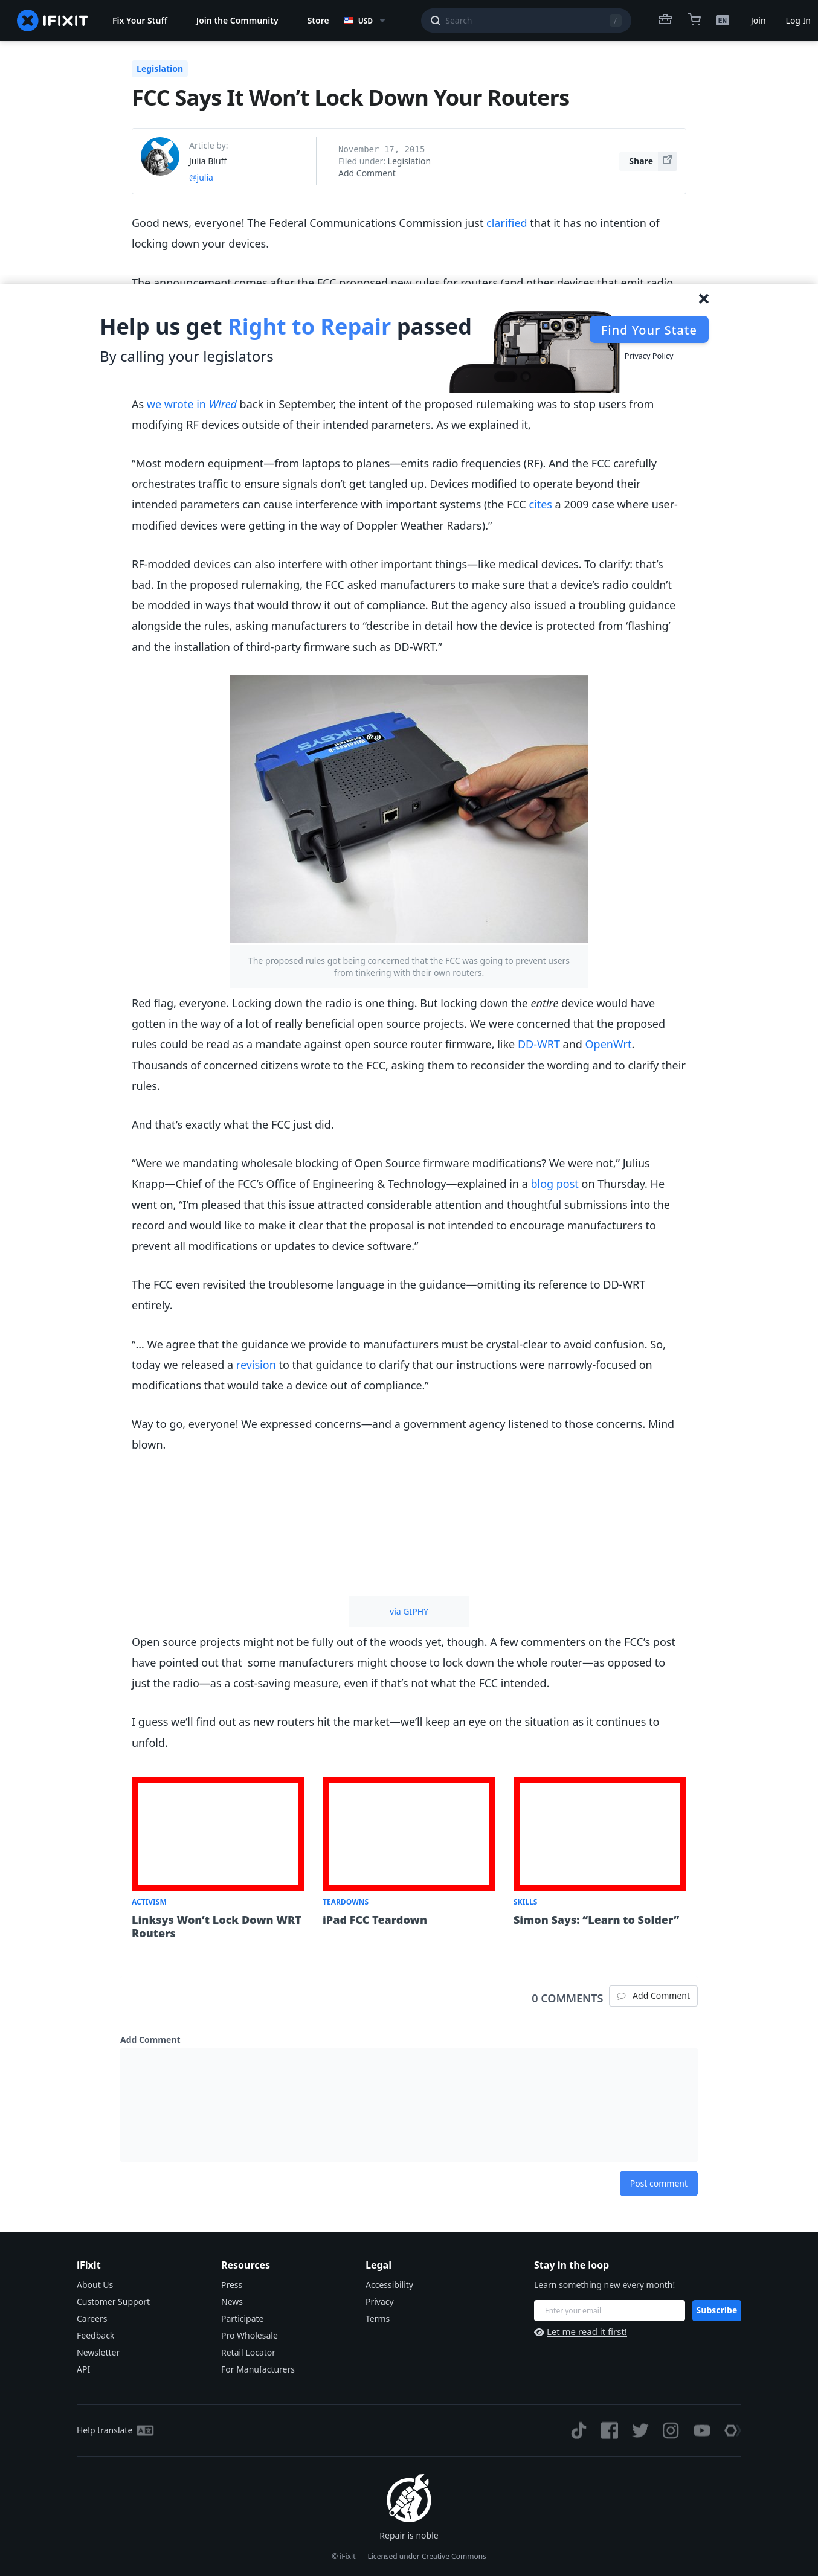 IFIXIT
Fix Your Stuff
Join the Community
Store
USD
Search
/
EN
Join
Log In
Legislation
FCC Says It Won’t Lock Down Your Routers
Article by:
Julia Bluff
@julia
November 17, 2015
Filed under: Legislation
Add Comment
Share
Good news, everyone! The Federal Communications Commission just clarified that it has no intention of
locking down your devices.
The announcement comes after the FCC proposed new rules for routers (and other devices that emit radio
Help us get Right to Repair passed
By calling your legislators
Find Your State
Privacy Policy
As we wrote in Wired back in September, the intent of the proposed rulemaking was to stop users from
modifying RF devices outside of their intended parameters. As we explained it,
“Most modern equipment—from laptops to planes—emits radio frequencies (RF). And the FCC carefully
orchestrates traffic to ensure signals don’t get tangled up. Devices modified to operate beyond their
intended parameters can cause interference with important systems (the FCC cites a 2009 case where user-
modified devices were getting in the way of Doppler Weather Radars).”
RF-modded devices can also interfere with other important things—like medical devices. To clarify: that’s
bad. In the proposed rulemaking, the FCC asked manufacturers to make sure that a device’s radio couldn’t
be modded in ways that would throw it out of compliance. But the agency also issued a troubling guidance
alongside the rules, asking manufacturers to “describe in detail how the device is protected from ‘flashing’
and the installation of third-party firmware such as DD-WRT.”
LINKSYS
The proposed rules got being concerned that the FCC was going to prevent users
from tinkering with their own routers.
Red flag, everyone. Locking down the radio is one thing. But locking down the entire device would have
gotten in the way of a lot of really beneficial open source projects. We were concerned that the proposed
rules could be read as a mandate against open source router firmware, like DD-WRT and OpenWrt.
Thousands of concerned citizens wrote to the FCC, asking them to reconsider the wording and to clarify their
rules.
And that’s exactly what the FCC just did.
“Were we mandating wholesale blocking of Open Source firmware modifications? We were not,” Julius
Knapp—Chief of the FCC’s Office of Engineering & Technology—explained in a blog post on Thursday. He
went on, “I’m pleased that this issue attracted considerable attention and thoughtful submissions into the
record and would like to make it clear that the proposal is not intended to encourage manufacturers to
prevent all modifications or updates to device software.”
The FCC even revisited the troublesome language in the guidance—omitting its reference to DD-WRT
entirely.
“… We agree that the guidance we provide to manufacturers must be crystal-clear to avoid confusion. So,
today we released a revision to that guidance to clarify that our instructions were narrowly-focused on
modifications that would take a device out of compliance.”
Way to go, everyone! We expressed concerns—and a government agency listened to those concerns. Mind
blown.
via GIPHY
Open source projects might not be fully out of the woods yet, though. A few commenters on the FCC’s post
have pointed out that some manufacturers might choose to lock down the whole router—as opposed to
just the radio—as a cost-saving measure, even if that’s not what the FCC intended.
I guess we’ll find out as new routers hit the market—we’ll keep an eye on the situation as it continues to
unfold.
ACTIVISM
Linksys Won’t Lock Down WRT
Routers
TEARDOWNS
iPad FCC Teardown
SKILLS
Simon Says: “Learn to Solder”
0 COMMENTS
Add Comment
Add Comment
Post comment
iFixit
About Us
Customer Support
Careers
Feedback
Newsletter
API
Resources
Press
News
Participate
Pro Wholesale
Retail Locator
For Manufacturers
Legal
Accessibility
Privacy
Terms
Stay in the loop
Learn something new every month!
Enter your email
Subscribe
Let me read it first!
Help translate
Repair is noble
© iFixit — Licensed under Creative Commons